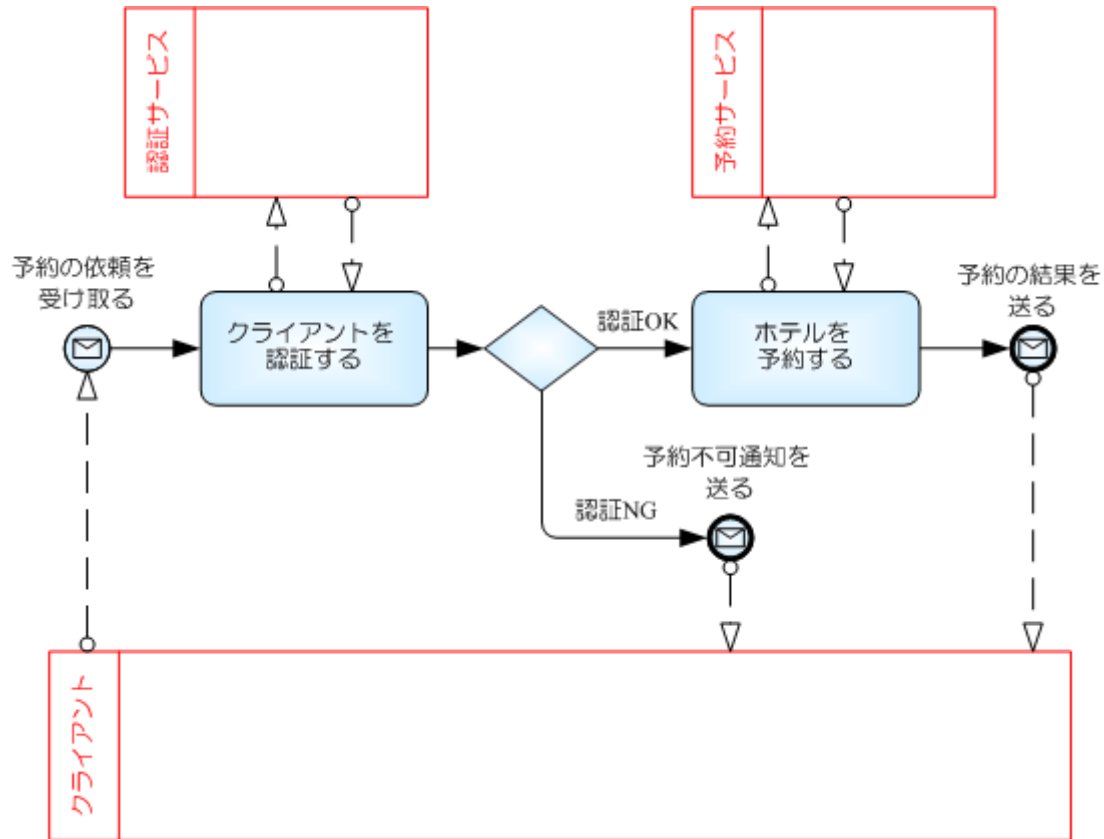 認証サービス
予約サービス
予約の依頼を
受け取る
クライアントを
認証する
認証OK
ホテルを
予約する
予約の結果を
送る
認証NG
予約不可通知を
送る
クライアント